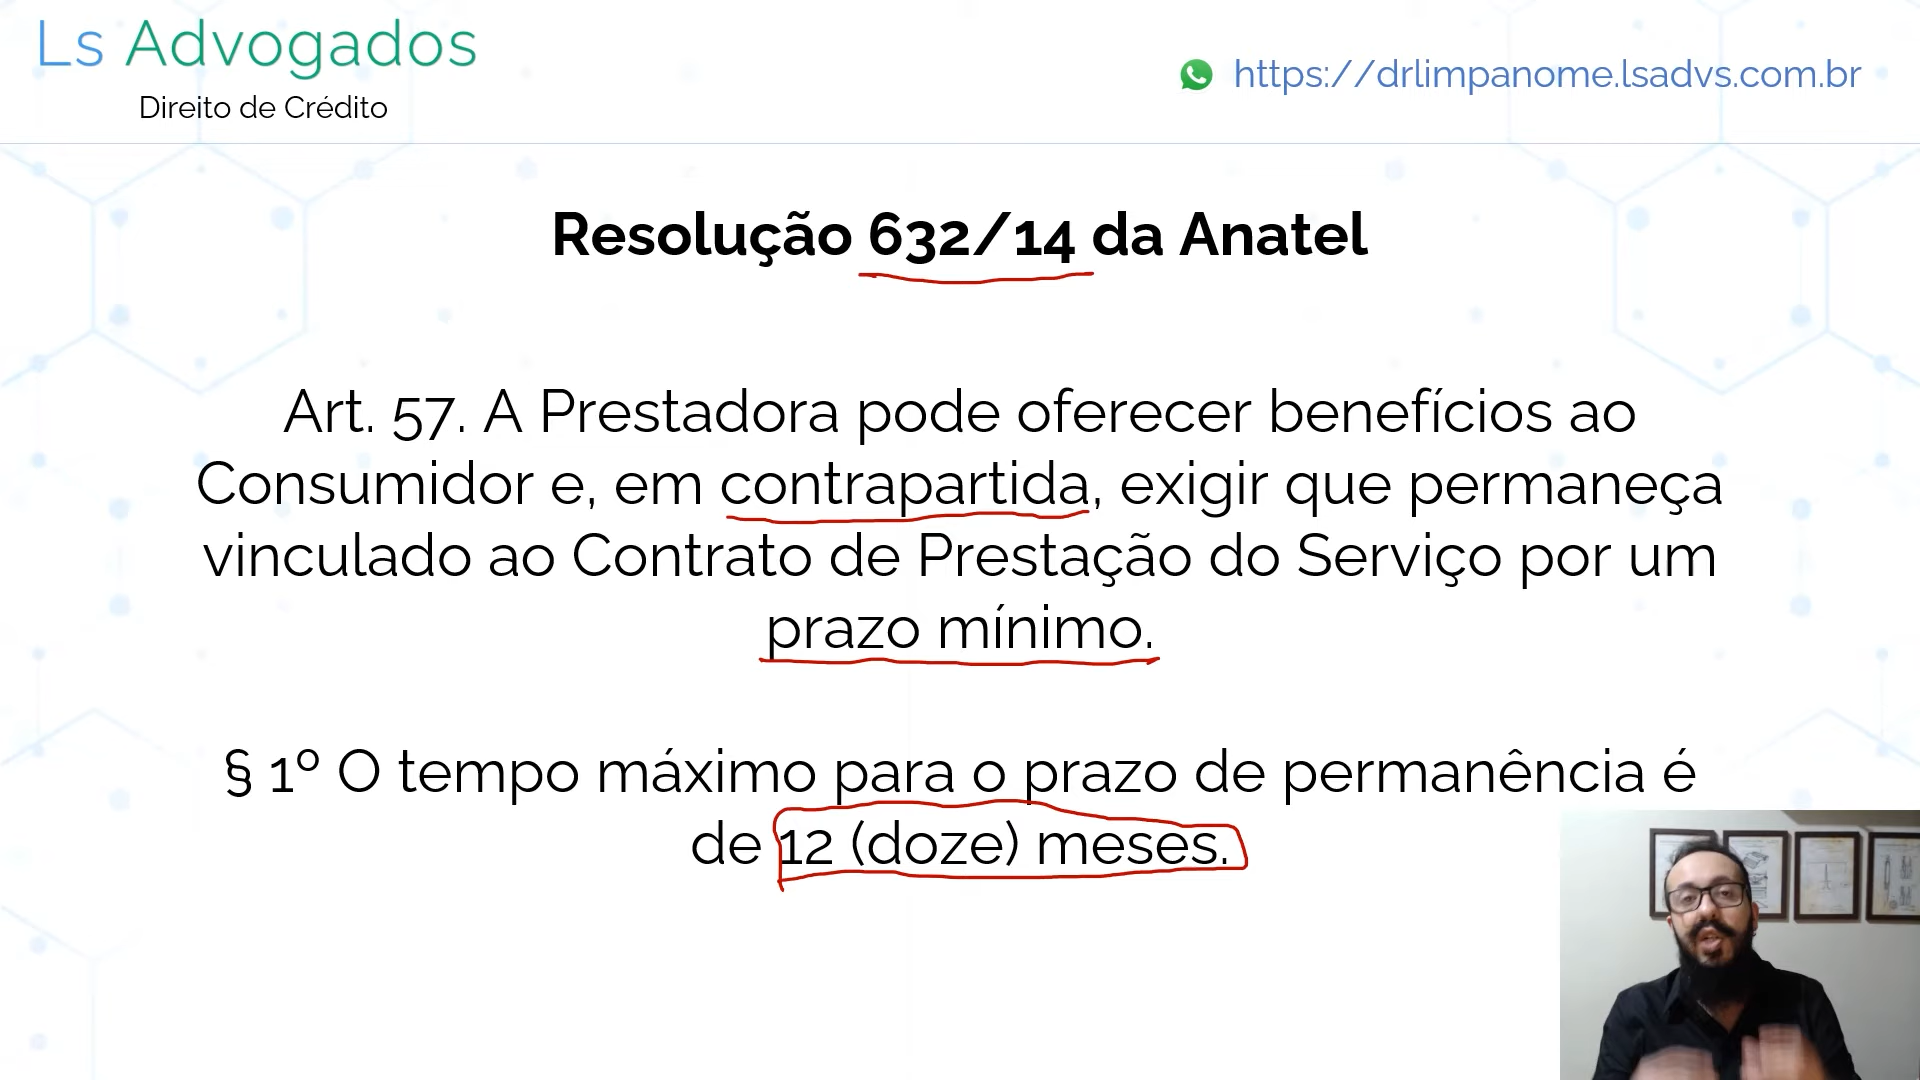 Ls Advogados
Direito de Crédito
https://drlimpanome.lsadvs.com.br
Resolução 632/14 da Anatel
Art. 57. A Prestadora pode oferecer benefícios ao
Consumidor e, em contrapartida, exigir que permaneça
vinculado ao Contrato de Prestação do Serviço por um
prazo mínimo.
§ 1º O tempo máximo para o prazo de permanência é
de 12 (doze) meses.